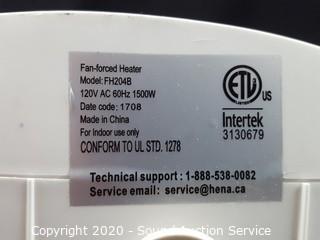 Fan-forced Heater
Model: FH204B
120V AC 60Hz 1500W
Date code: 1708
Made in China
For Indoor use only
CONFORM TO UL STD. 1278
ETL
LISTED
US
Intertek
3130679
Technical support : 1-888-538-0082
Service email: service@hena.ca
Copyright 2020 - Sound Auction Service